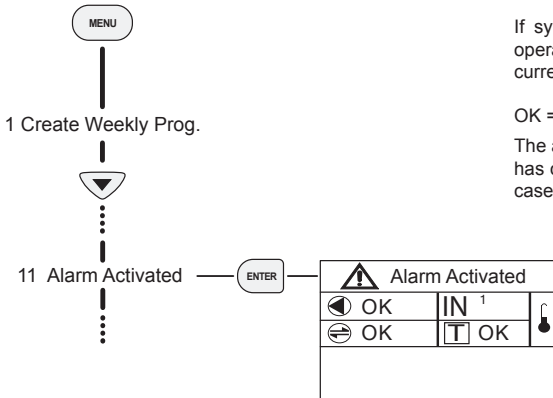 MENU
If sy
opera
curre
1 Create Weekly Prog.
OK =
The a
has c
case
11 Alarm Activated
ENTER
Alarm Activated
OK IN 1
OK T OK